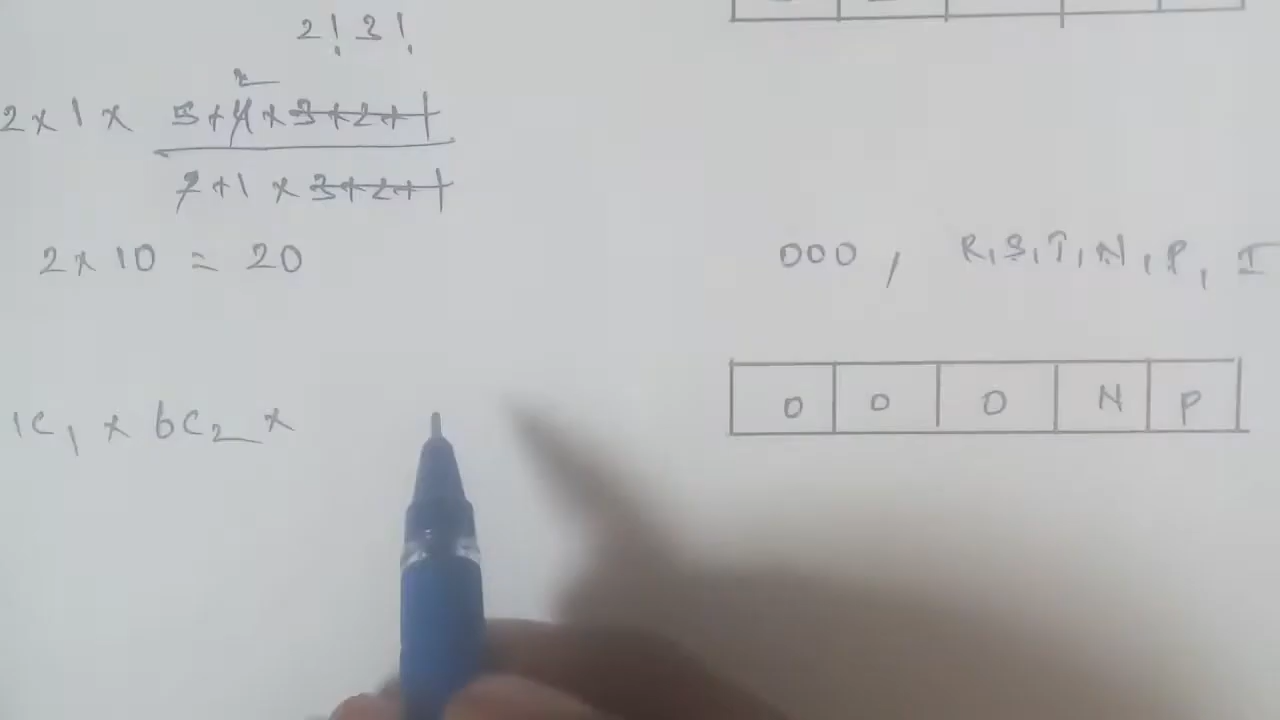 2! 3!
2
2 x 1 x 5 + 4 x 3 + 2 + 1
2 + 1 x 3 + 2 + 1
2 x 10 = 20
OOO, R, S, T, N, P, I
1C₁ x 6C₂ x
O O O N P